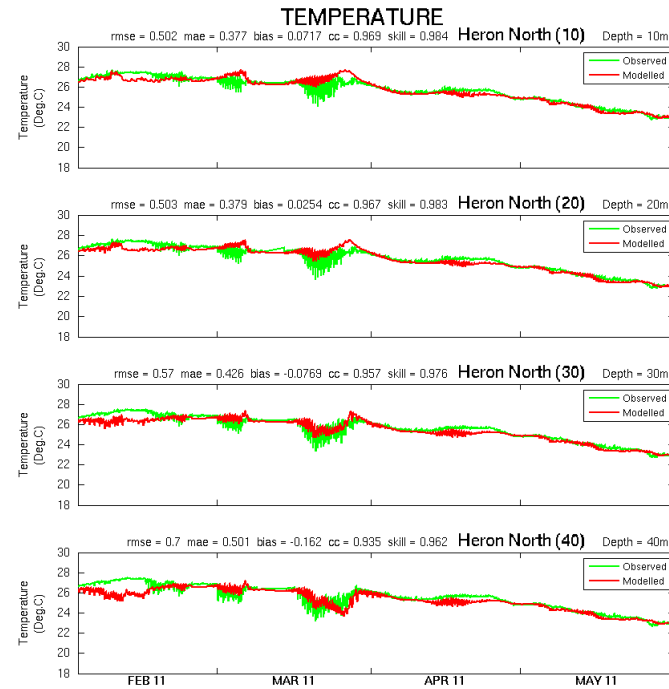 TEMPERATURE
rmse = 0.502 mae = 0.377 bias = 0.0717 cc = 0.969 skill = 0.984 Heron North (10) Depth = 10m
30
28
26
24
22
20
18
Temperature
(Deg.C)
Observed
Modelled
rmse = 0.503 mae = 0.379 bias = 0.0254 cc = 0.967 skill = 0.983 Heron North (20) Depth = 20m
30
28
26
24
22
20
18
Temperature
(Deg.C)
Observed
Modelled
rmse = 0.57 mae = 0.426 bias = -0.0769 cc = 0.957 skill = 0.976 Heron North (30) Depth = 30m
30
28
26
24
22
20
18
Temperature
(Deg.C)
Observed
Modelled
rmse = 0.7 mae = 0.501 bias = -0.162 cc = 0.935 skill = 0.962 Heron North (40) Depth = 40m
30
28
26
24
22
20
18
Temperature
(Deg.C)
Observed
Modelled
FEB 11 MAR 11 APR 11 MAY 11